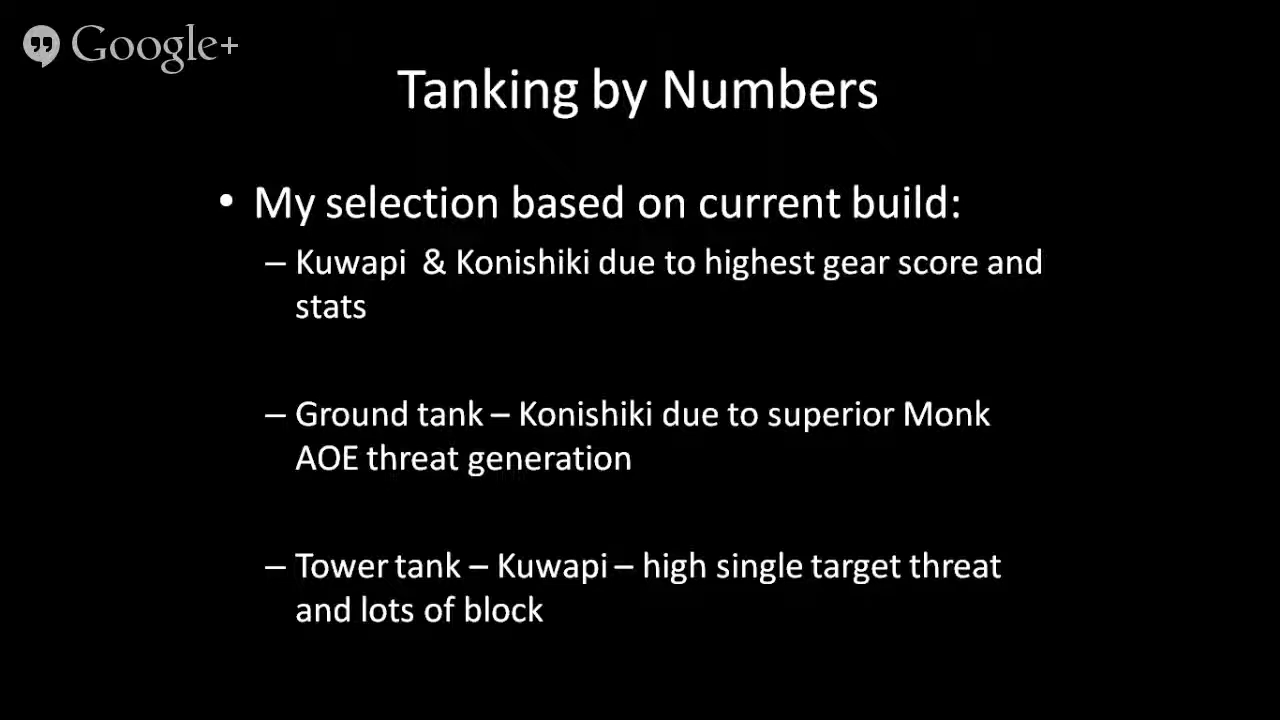 Google+
Tanking by Numbers
• My selection based on current build:
– Kuwapi & Konishiki due to highest gear score and
stats
– Ground tank – Konishiki due to superior Monk
AOE threat generation
– Tower tank – Kuwapi – high single target threat
and lots of block